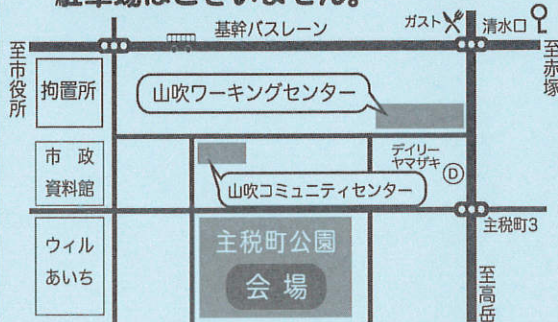 駐車場はございません。
基幹バスレーン
ガスト
清水口
至市役所
至赤塚
拘置所
山吹ワーキングセンター
市政
資料館
デイリー
ヤマザキ
D
山吹コミュニティセンター
主税町3
ウィル
あいち
主税町公園
会場
至高岳